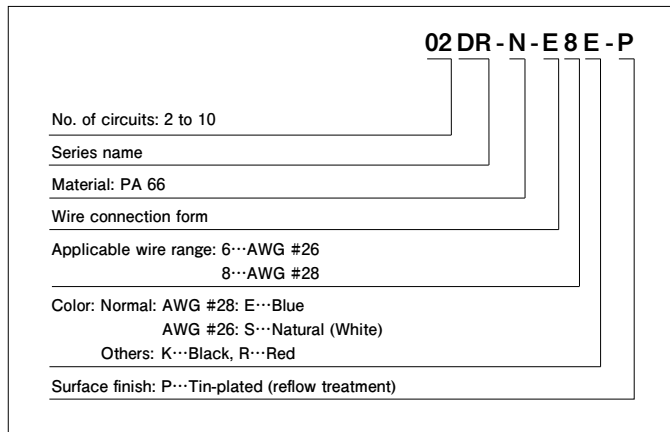 02 DR - N - E 8 E - P
No. of circuits: 2 to 10
Series name
Material: PA 66
Wire connection form
Applicable wire range: 6···AWG #26
8···AWG #28
Color: Normal: AWG #28: E···Blue
AWG #26: S···Natural (White)
Others: K···Black, R···Red
Surface finish: P···Tin-plated (reflow treatment)